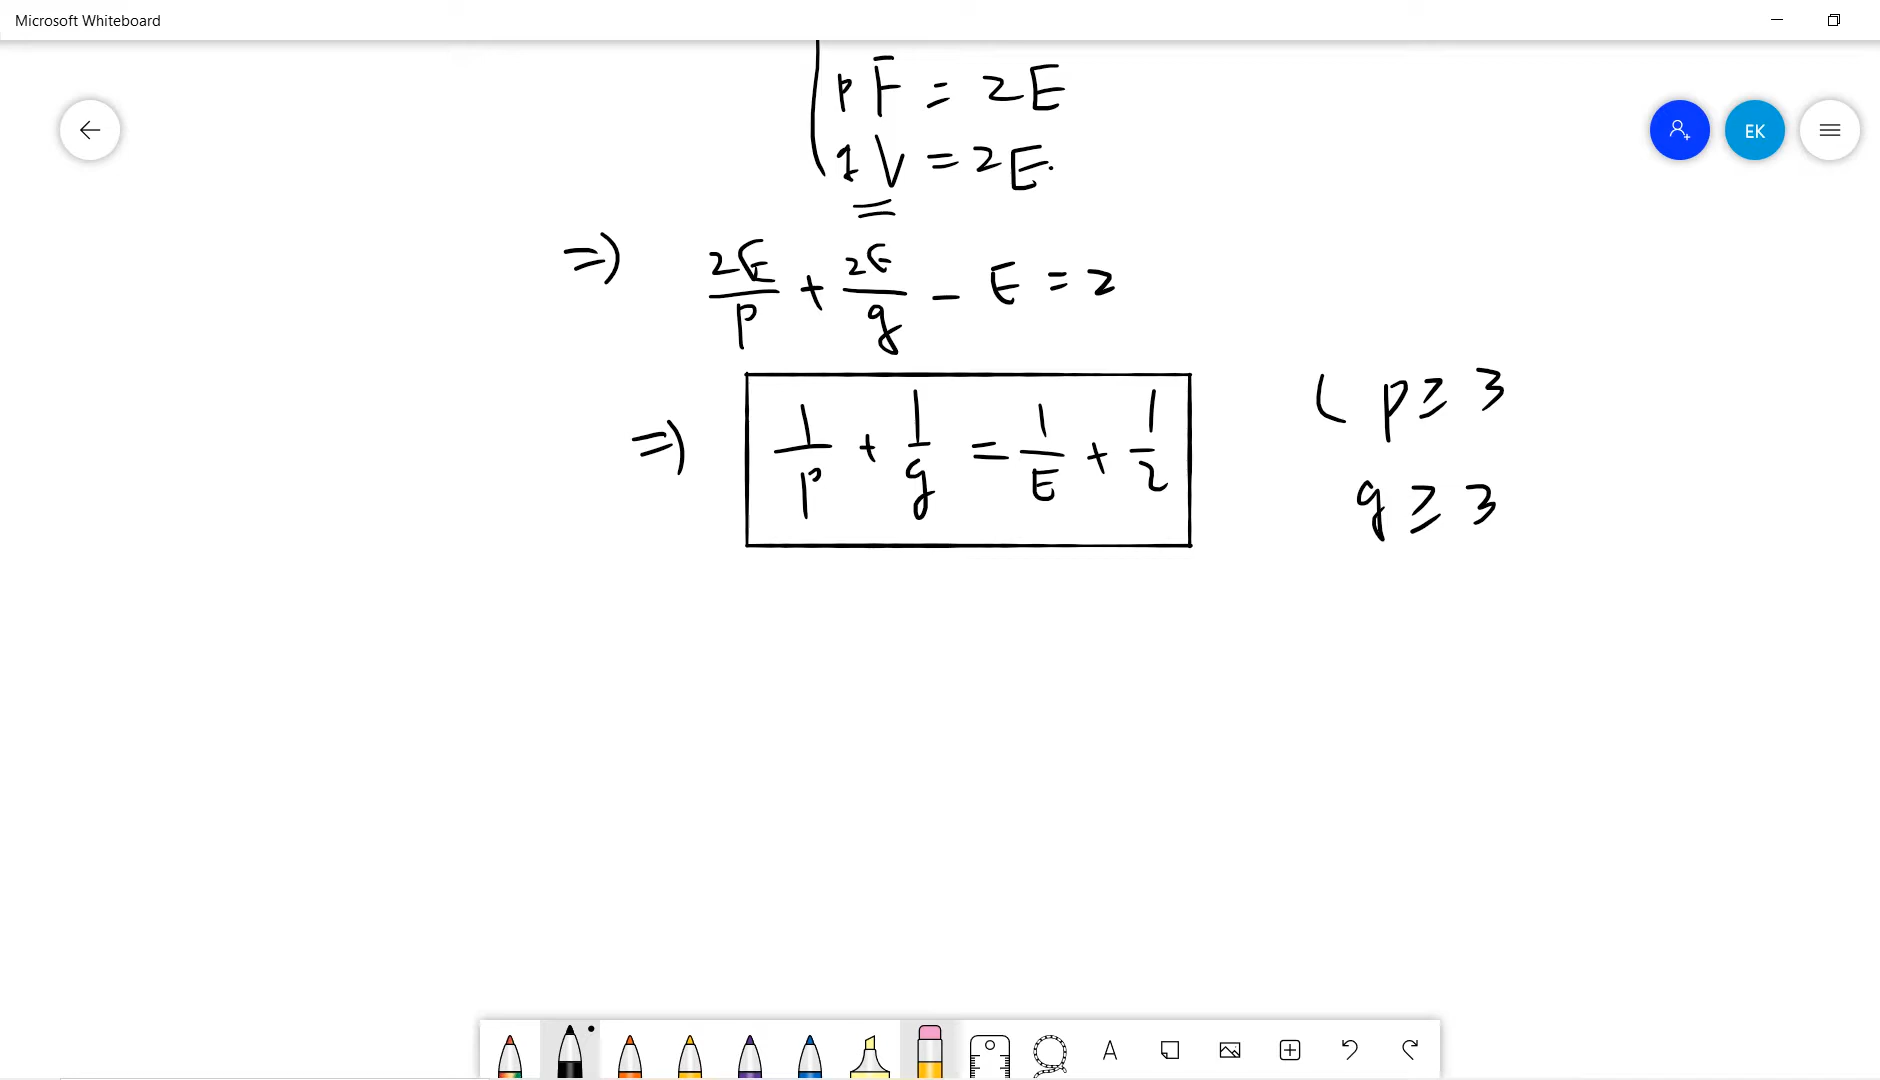 Microsoft Whiteboard
pF = 2E
qV = 2E.
EK
=> 2E/p + 2E/q - E = 2
=> 1/p + 1/q = 1/E + 1/2
( p ≥ 3
q ≥ 3
A